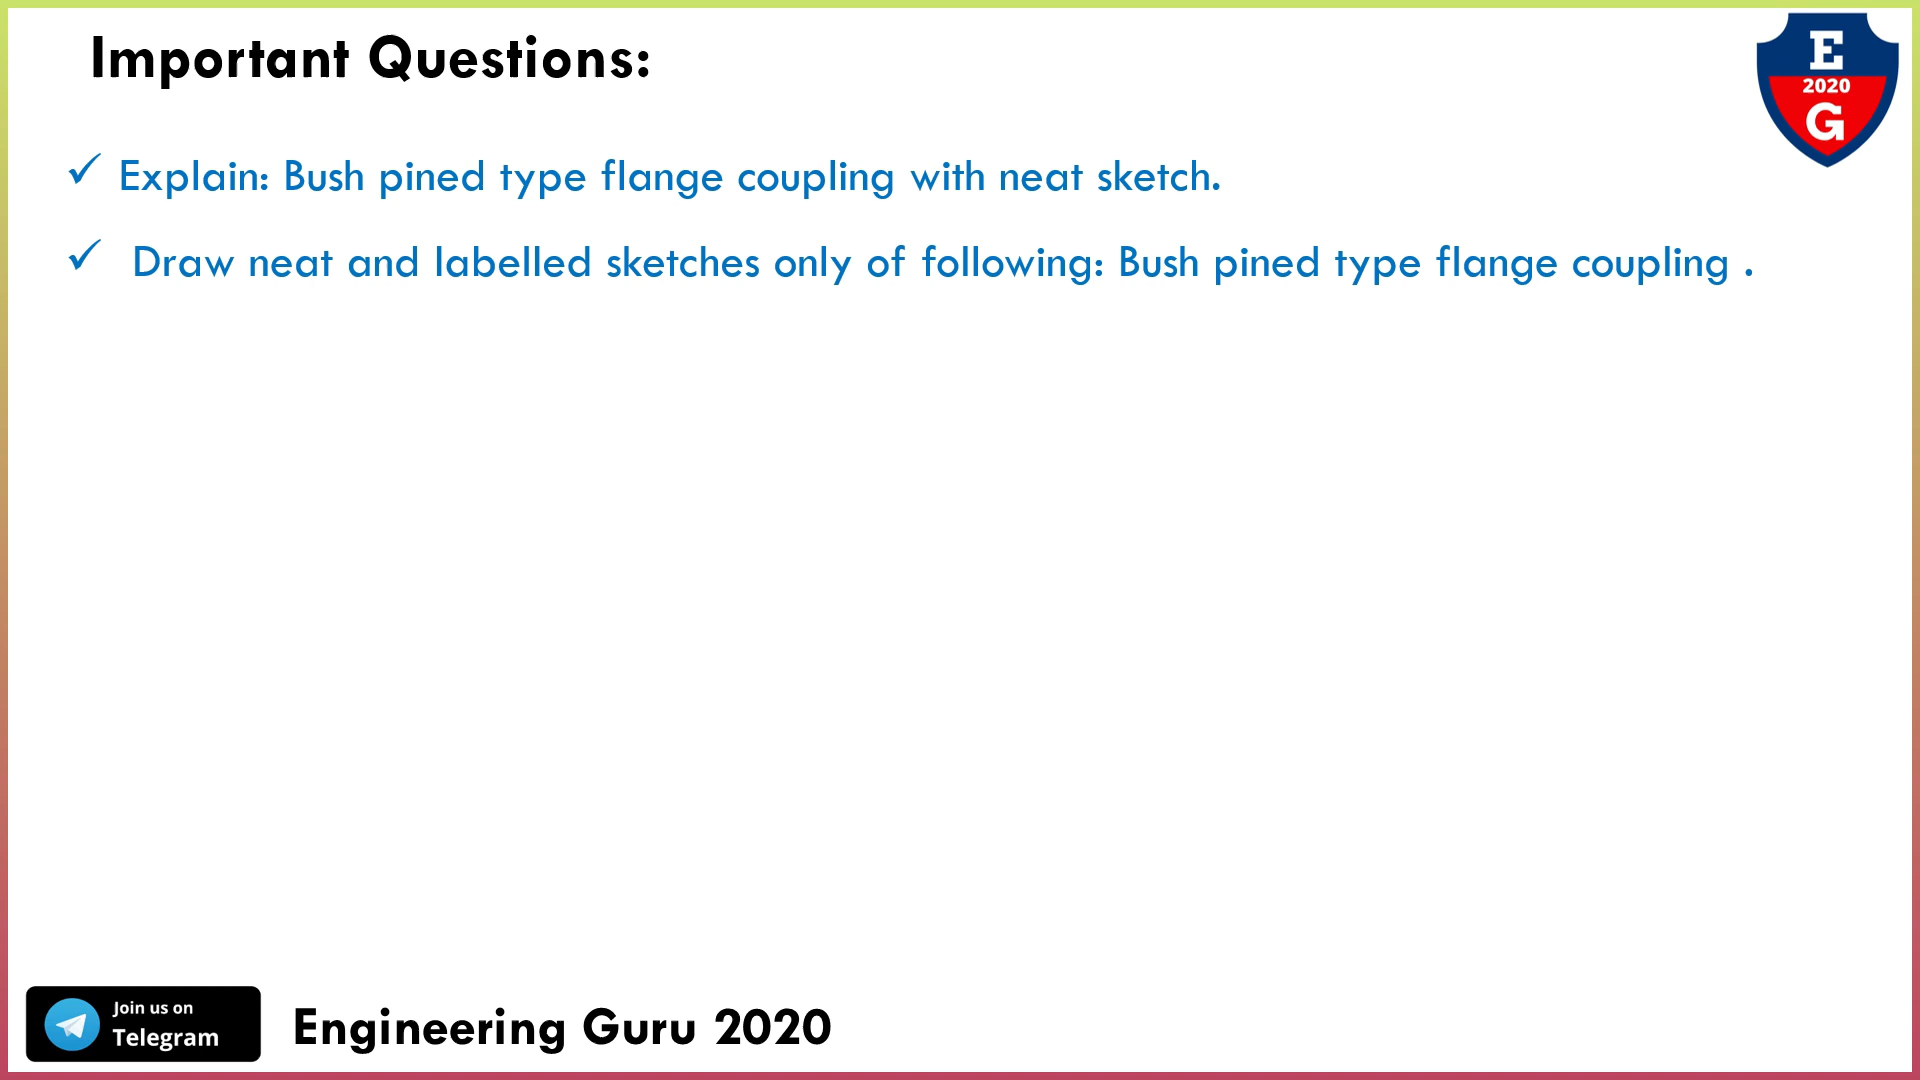 Important Questions:
E
2020
G
✓ Explain: Bush pined type flange coupling with neat sketch.
✓ Draw neat and labelled sketches only of following: Bush pined type flange coupling .
Join us on
Telegram
Engineering Guru 2020